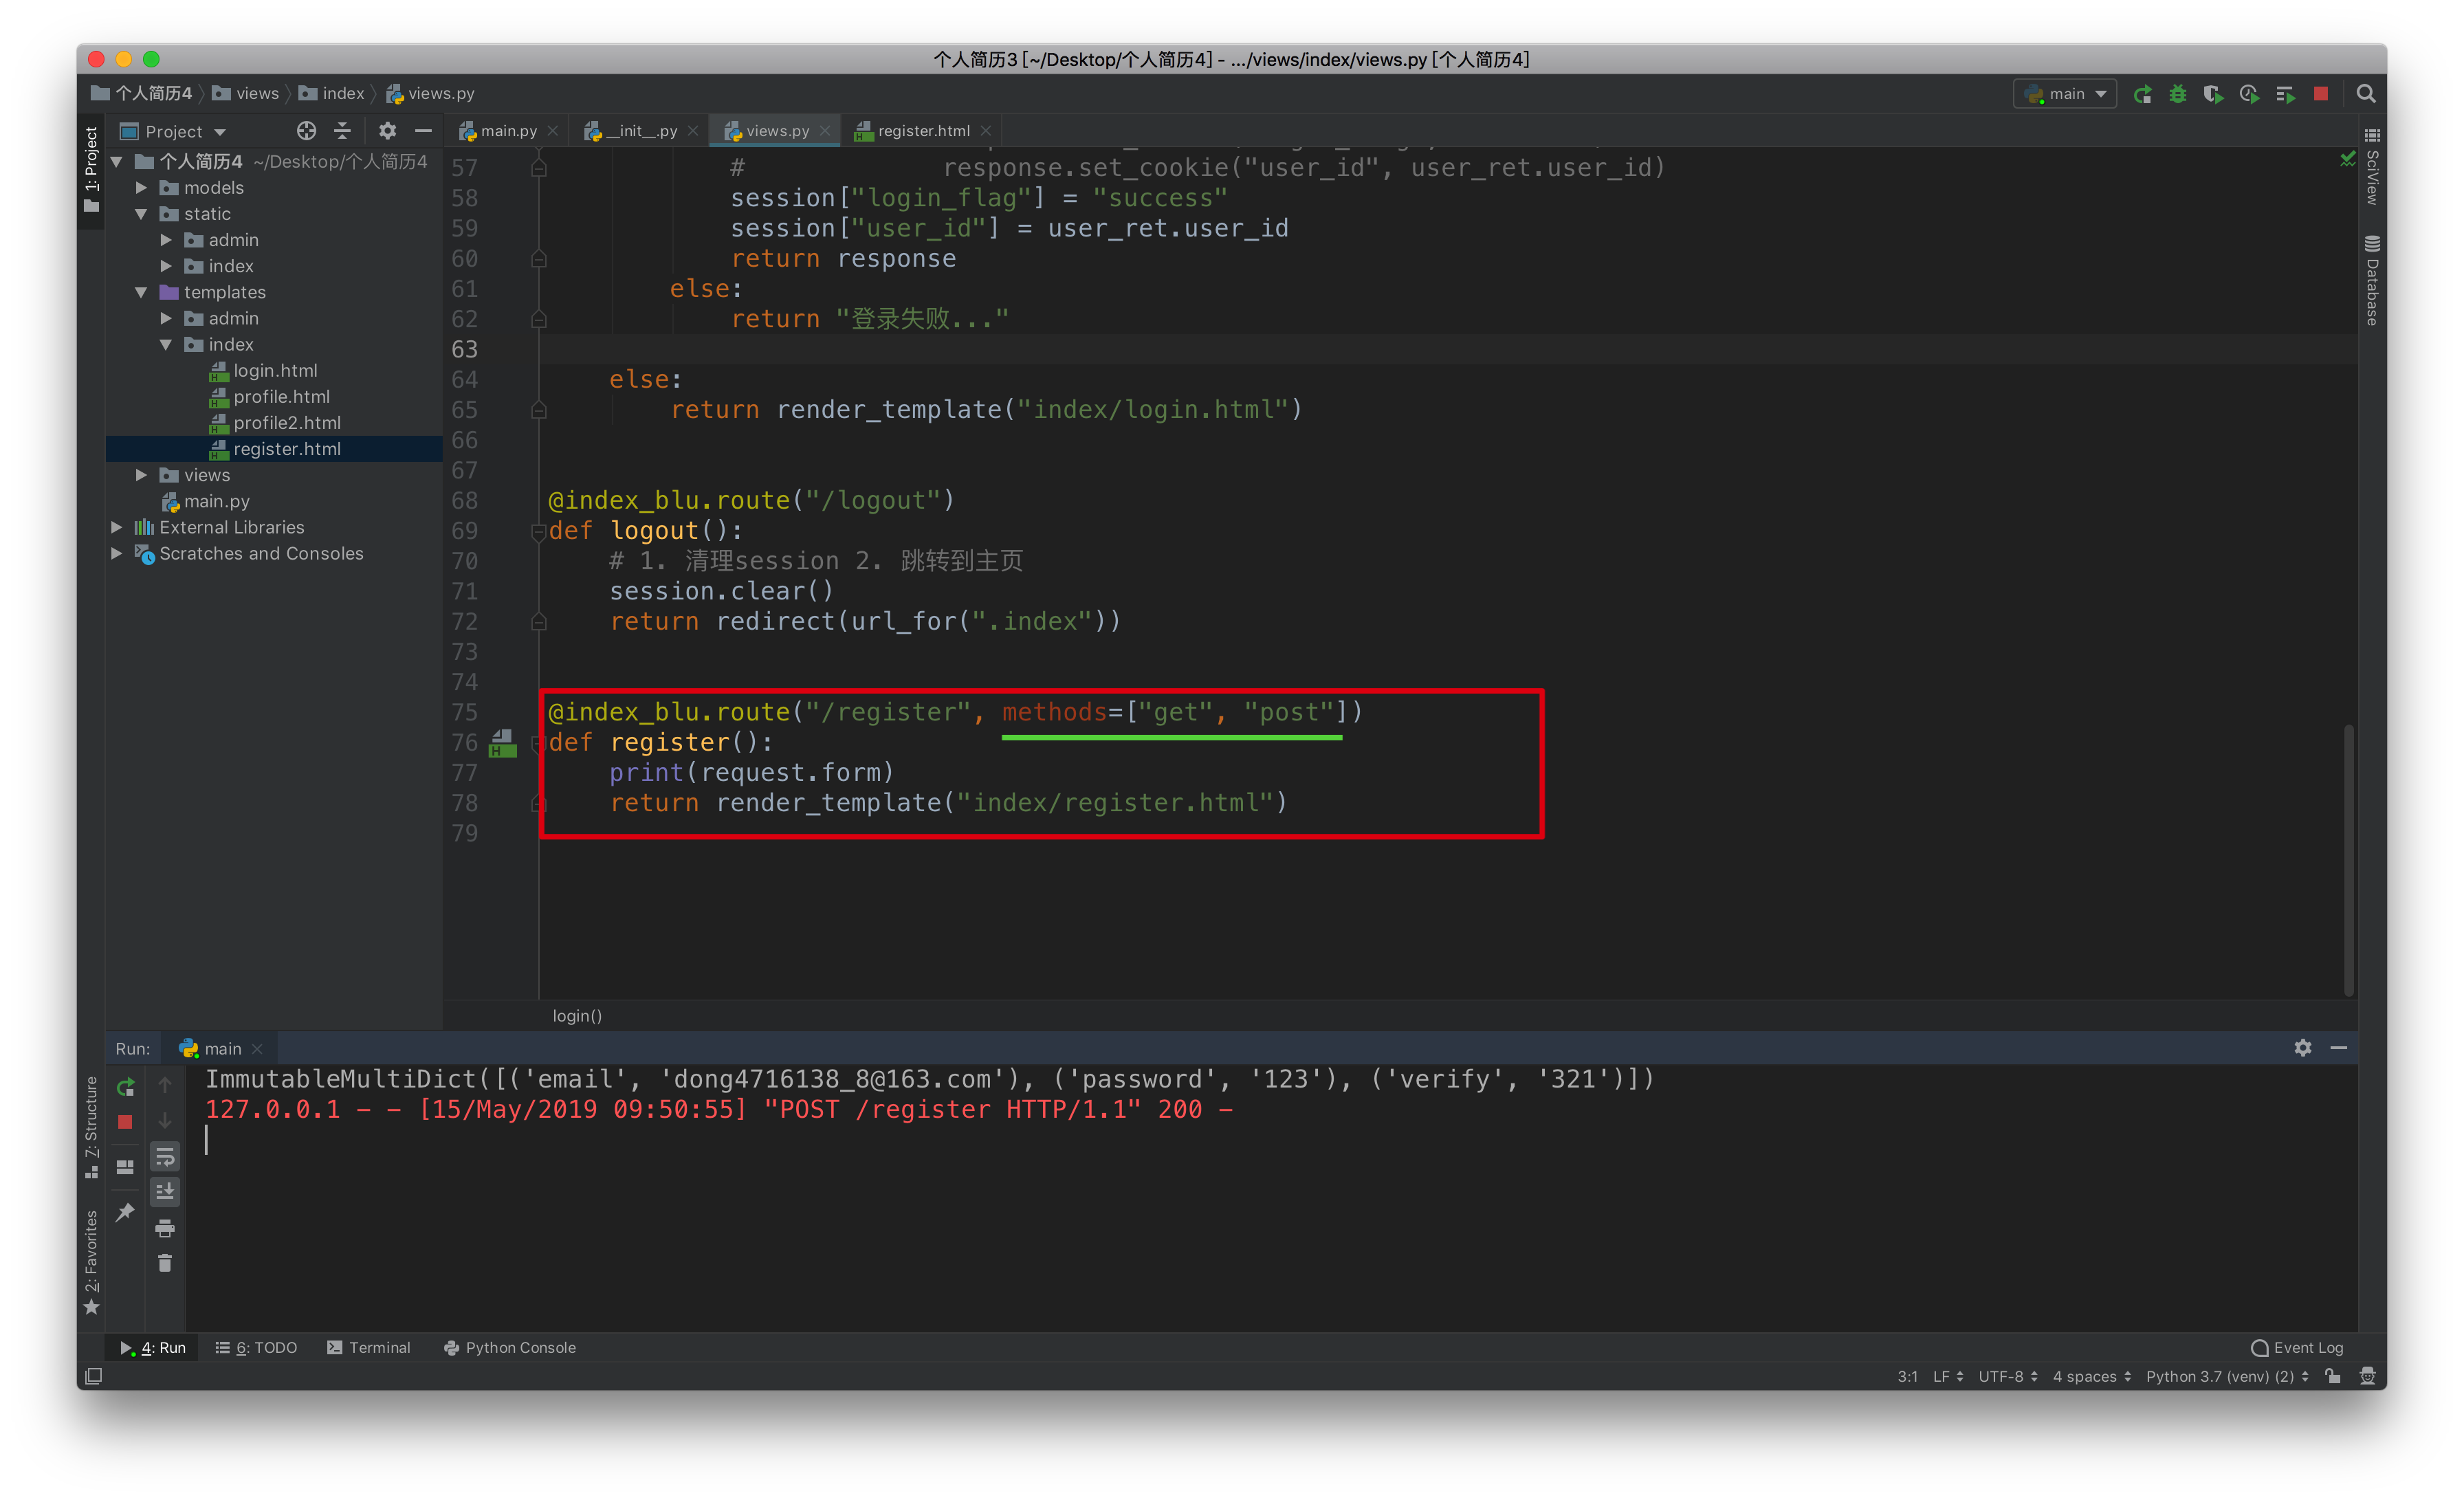 个人简历3 [~/Desktop/个人简历4] - .../views/index/views.py [个人简历4]
个人简历4 views index views.py main
1: Project
Project
main.py __init__.py views.py register.html
个人简历4 ~/Desktop/个人简历4
models
static
admin
index
templates
admin
index
login.html
profile.html
profile2.html
register.html
views
main.py
External Libraries
Scratches and Consoles
57 # response.set_cookie("user_id", user_ret.user_id)
58 session["login_flag"] = "success"
59 session["user_id"] = user_ret.user_id
60 return response
61 else:
62 return "登录失败..."
63
64 else:
65 return render_template("index/login.html")
66
67
68 @index_blu.route("/logout")
69 def logout():
70 # 1. 清理session 2. 跳转到主页
71 session.clear()
72 return redirect(url_for(".index"))
73
74
75 @index_blu.route("/register", methods=["get", "post"])
76 def register():
77 print(request.form)
78 return render_template("index/register.html")
79
login()
SciView
Database
Run: main
ImmutableMultiDict([('email', 'dong4716138_8@163.com'), ('password', '123'), ('verify', '321')])
127.0.0.1 - - [15/May/2019 09:50:55] "POST /register HTTP/1.1" 200 -
7: Structure
2: Favorites
4: Run 6: TODO Terminal Python Console Event Log
3:1 LF UTF-8 4 spaces Python 3.7 (venv) (2)